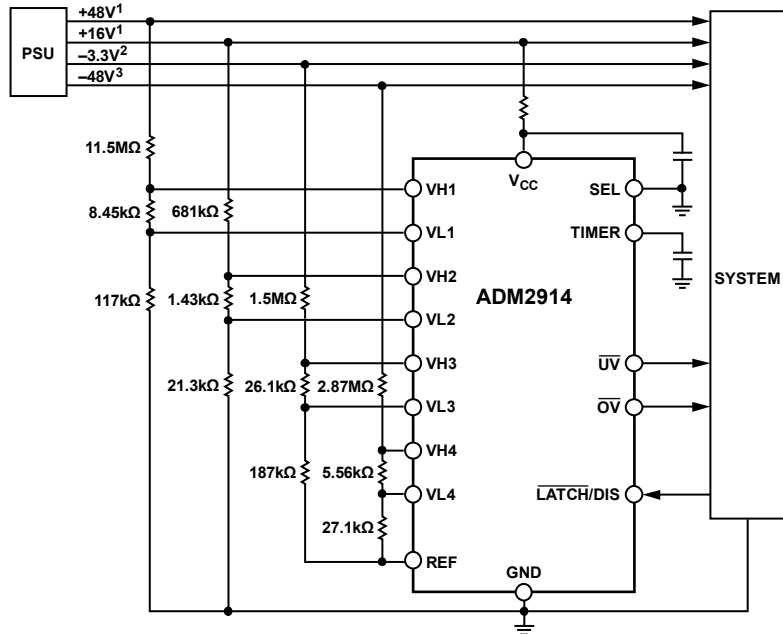 +48V¹
+16V¹
–3.3V²
–48V³
PSU
11.5MΩ
8.45kΩ
681kΩ
117kΩ
1.43kΩ
1.5MΩ
21.3kΩ
26.1kΩ
2.87MΩ
187kΩ
5.56kΩ
27.1kΩ
VH1
VL1
VH2
VL2
VH3
VL3
VH4
VL4
REF
VCC
ADM2914
GND
SEL
TIMER
UV
OV
LATCH/DIS
SYSTEM